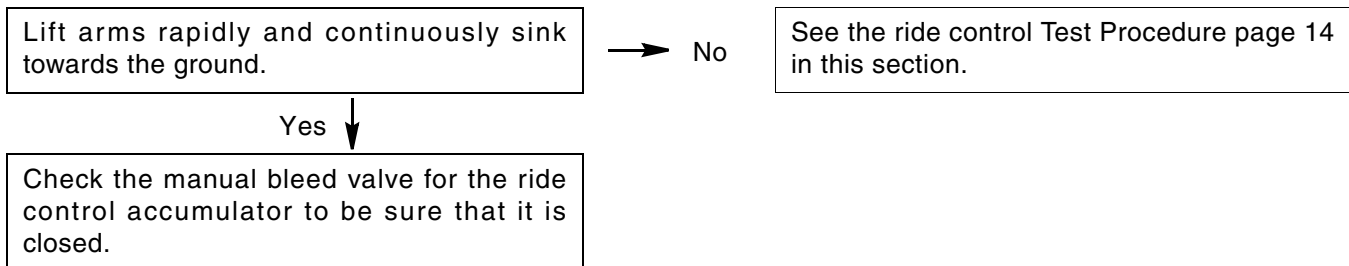 Lift arms rapidly and continuously sink
towards the ground.
No
See the ride control Test Procedure page 14
in this section.
Yes
Check the manual bleed valve for the ride
control accumulator to be sure that it is
closed.